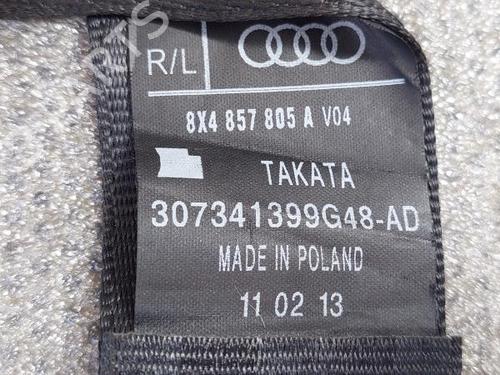 R/L
8X4 857 805 A V04
TAKATA
307341399G48-AD
MADE IN POLAND
11 02 13